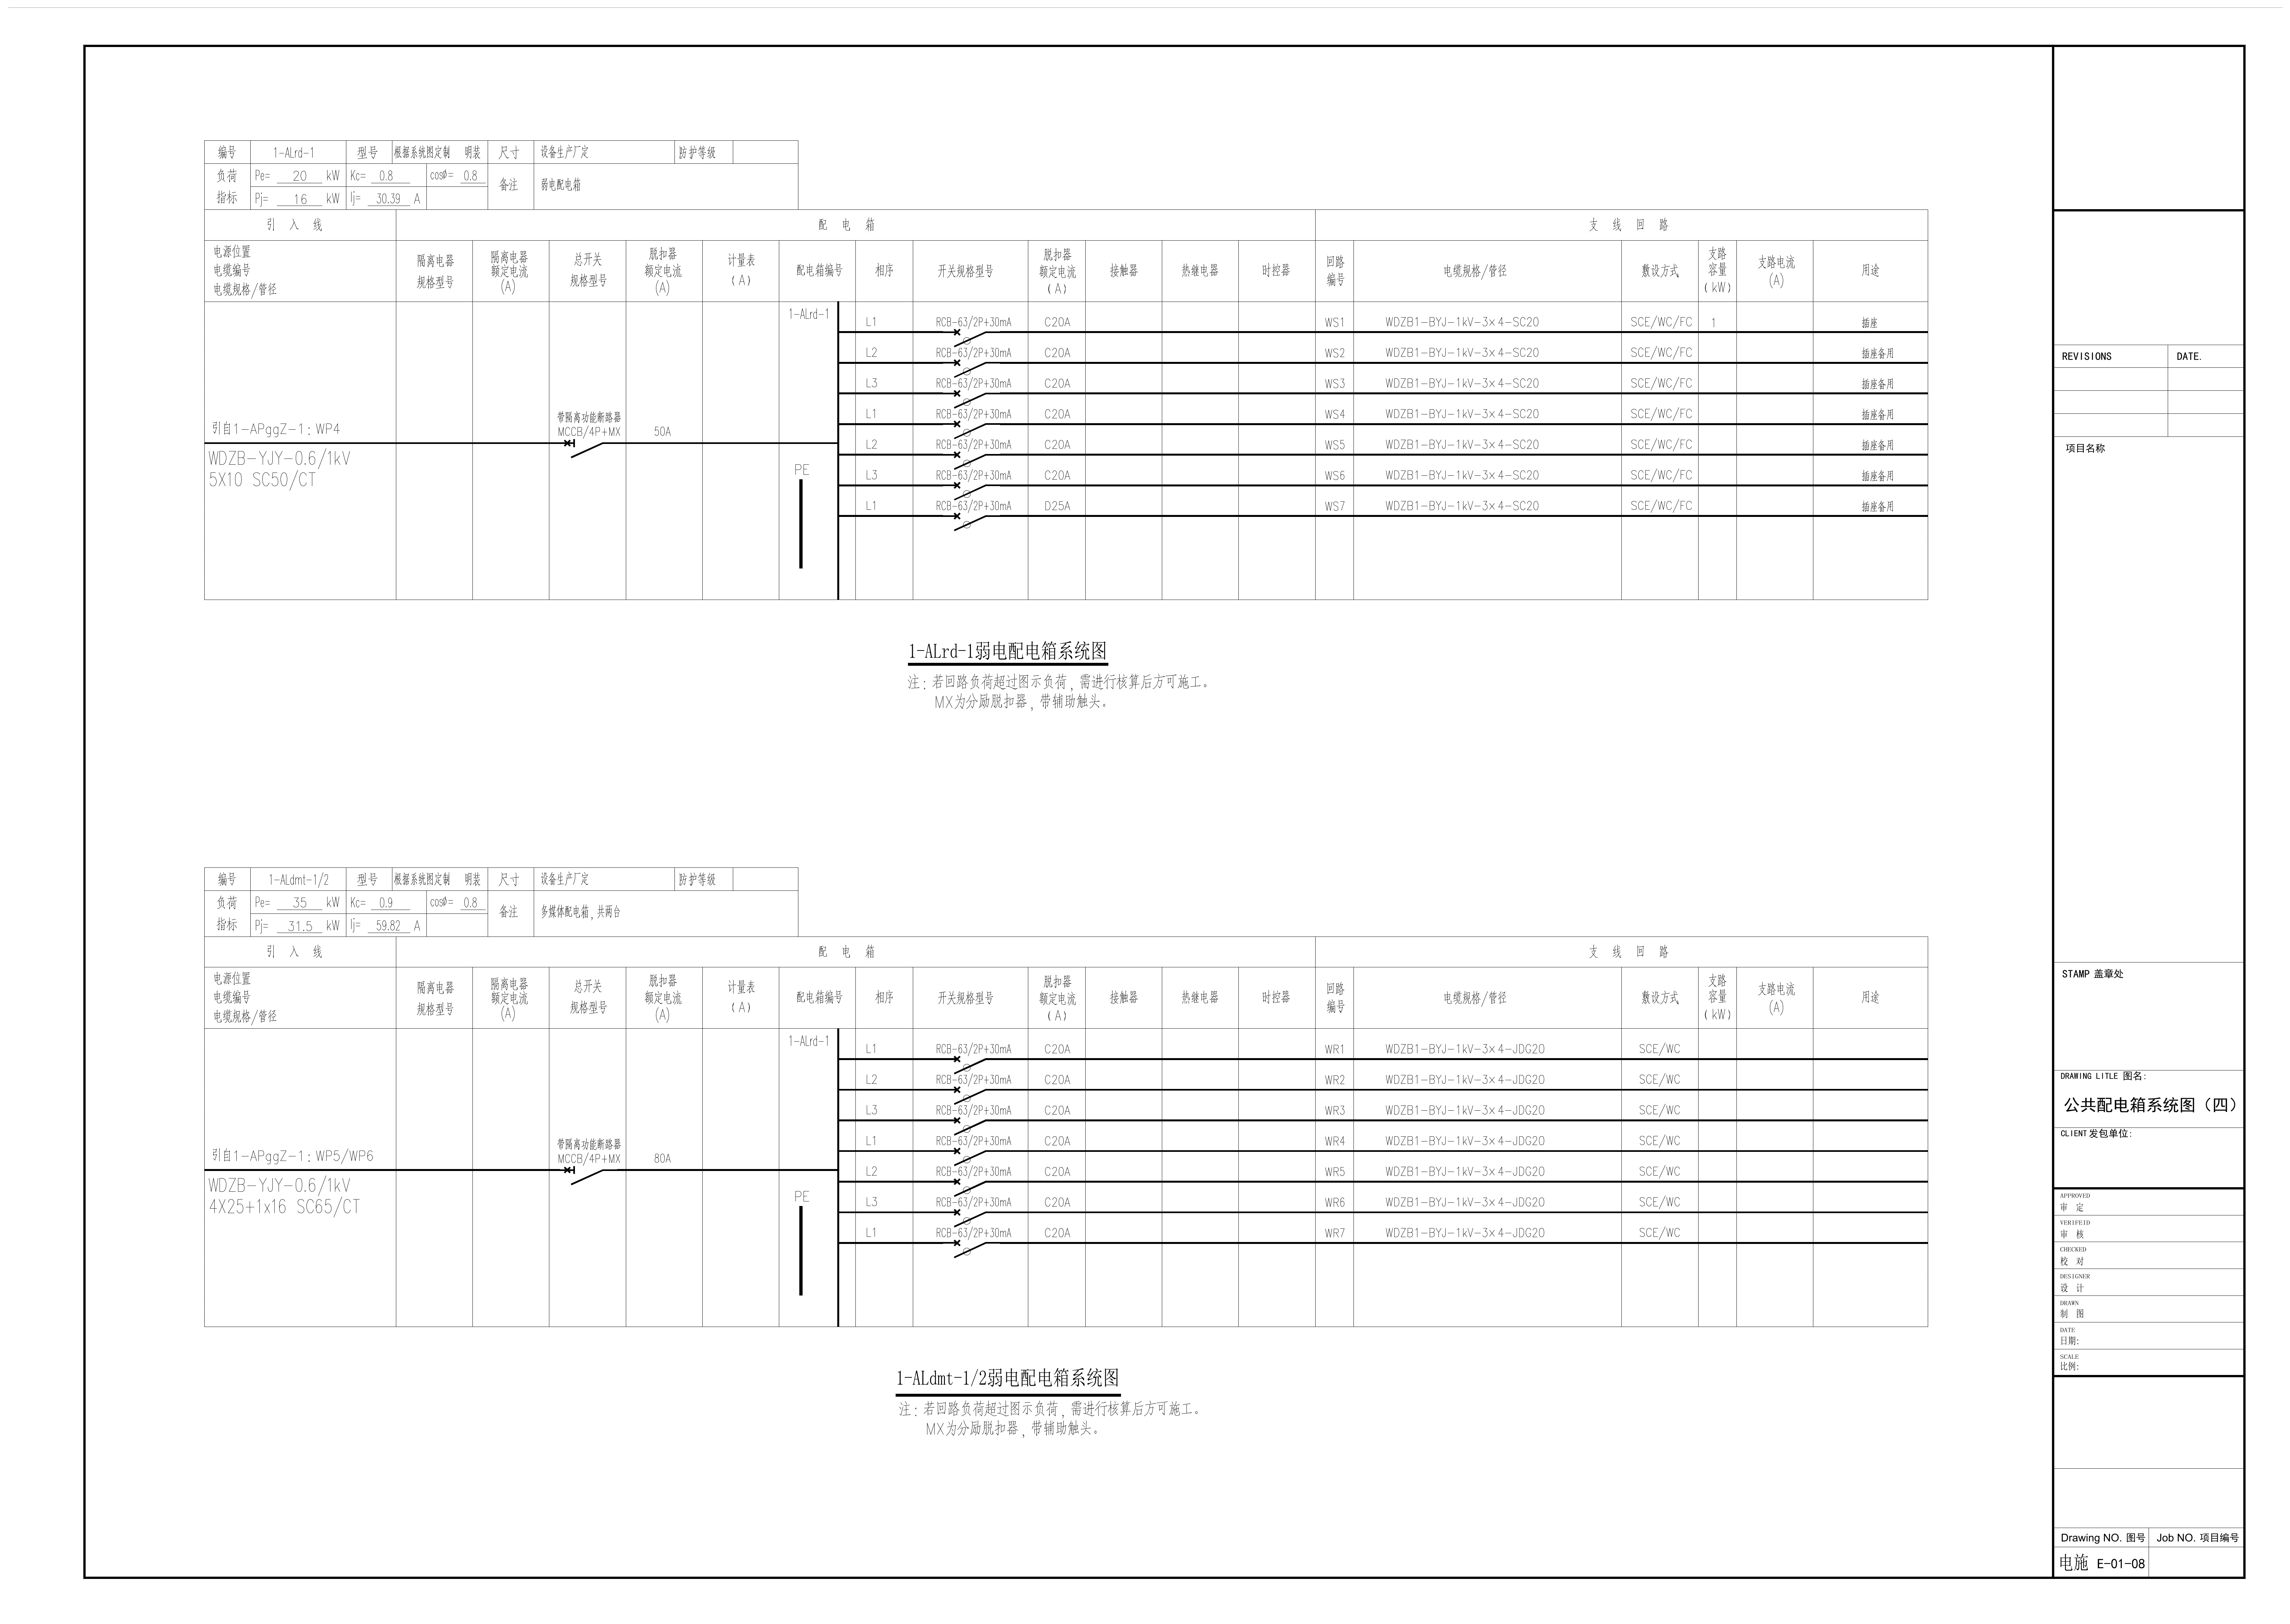 编号 1-ALrd-1 型号 根据系统图定制 明装 尺寸 设备生产厂定 防护等级
负荷 Pe= 20 kW Kc= 0.8 cosø= 0.8 备注 弱电配电箱
指标 Pj= 16 kW Ij= 30.39 A
引 入 线 配 电 箱 支 线 回 路
电源位置
电缆编号
电缆规格/管径
隔离电器
规格型号
隔离电器
额定电流
(A)
总开关
规格型号
脱扣器
额定电流
(A)
计量表
(A)
配电箱编号
相序
开关规格型号
脱扣器
额定电流
(A)
接触器
热继电器
时控器
回路
编号
电缆规格/管径
敷设方式
支路
容量
(kW)
支路电流
(A)
用途
1-ALrd-1
L1 RCB-63/2P+30mA C20A WS1 WDZB1-BYJ-1kV-3×4-SC20 SCE/WC/FC 1 插座
L2 RCB-63/2P+30mA C20A WS2 WDZB1-BYJ-1kV-3×4-SC20 SCE/WC/FC 插座备用
L3 RCB-63/2P+30mA C20A WS3 WDZB1-BYJ-1kV-3×4-SC20 SCE/WC/FC 插座备用
L1 RCB-63/2P+30mA C20A WS4 WDZB1-BYJ-1kV-3×4-SC20 SCE/WC/FC 插座备用
L2 RCB-63/2P+30mA C20A WS5 WDZB1-BYJ-1kV-3×4-SC20 SCE/WC/FC 插座备用
L3 RCB-63/2P+30mA C20A WS6 WDZB1-BYJ-1kV-3×4-SC20 SCE/WC/FC 插座备用
L1 RCB-63/2P+30mA D25A WS7 WDZB1-BYJ-1kV-3×4-SC20 SCE/WC/FC 插座备用
引自1-APggZ-1:WP4
WDZB-YJY-0.6/1kV
5X10 SC50/CT
带隔离功能断路器
MCCB/4P+MX 50A
PE
1-ALrd-1弱电配电箱系统图
注:若回路负荷超过图示负荷,需进行核算后方可施工。
MX为分励脱扣器,带辅助触头。
编号 1-ALdmt-1/2 型号 根据系统图定制 明装 尺寸 设备生产厂定 防护等级
负荷 Pe= 35 kW Kc= 0.9 cosø= 0.8 备注 多媒体配电箱,共两台
指标 Pj= 31.5 kW Ij= 59.82 A
引 入 线 配 电 箱 支 线 回 路
电源位置
电缆编号
电缆规格/管径
隔离电器
规格型号
隔离电器
额定电流
(A)
总开关
规格型号
脱扣器
额定电流
(A)
计量表
(A)
配电箱编号
相序
开关规格型号
脱扣器
额定电流
(A)
接触器
热继电器
时控器
回路
编号
电缆规格/管径
敷设方式
支路
容量
(kW)
支路电流
(A)
用途
1-ALrd-1
L1 RCB-63/2P+30mA C20A WR1 WDZB1-BYJ-1kV-3×4-JDG20 SCE/WC
L2 RCB-63/2P+30mA C20A WR2 WDZB1-BYJ-1kV-3×4-JDG20 SCE/WC
L3 RCB-63/2P+30mA C20A WR3 WDZB1-BYJ-1kV-3×4-JDG20 SCE/WC
L1 RCB-63/2P+30mA C20A WR4 WDZB1-BYJ-1kV-3×4-JDG20 SCE/WC
L2 RCB-63/2P+30mA C20A WR5 WDZB1-BYJ-1kV-3×4-JDG20 SCE/WC
L3 RCB-63/2P+30mA C20A WR6 WDZB1-BYJ-1kV-3×4-JDG20 SCE/WC
L1 RCB-63/2P+30mA C20A WR7 WDZB1-BYJ-1kV-3×4-JDG20 SCE/WC
引自1-APggZ-1:WP5/WP6
WDZB-YJY-0.6/1kV
4X25+1x16 SC65/CT
带隔离功能断路器
MCCB/4P+MX 80A
PE
1-ALdmt-1/2弱电配电箱系统图
注:若回路负荷超过图示负荷,需进行核算后方可施工。
MX为分励脱扣器,带辅助触头。
REVISIONS DATE.
项目名称
STAMP 盖章处
DRAWING LITLE 图名:
公共配电箱系统图(四)
CLIENT发包单位:
APPROVED
审 定
VERIFEID
审 核
CHECKED
校 对
DESIGNER
设 计
DRAWN
制 图
DATE
日期:
SCALE
比例:
Drawing NO. 图号 Job NO. 项目编号
电施 E-01-08